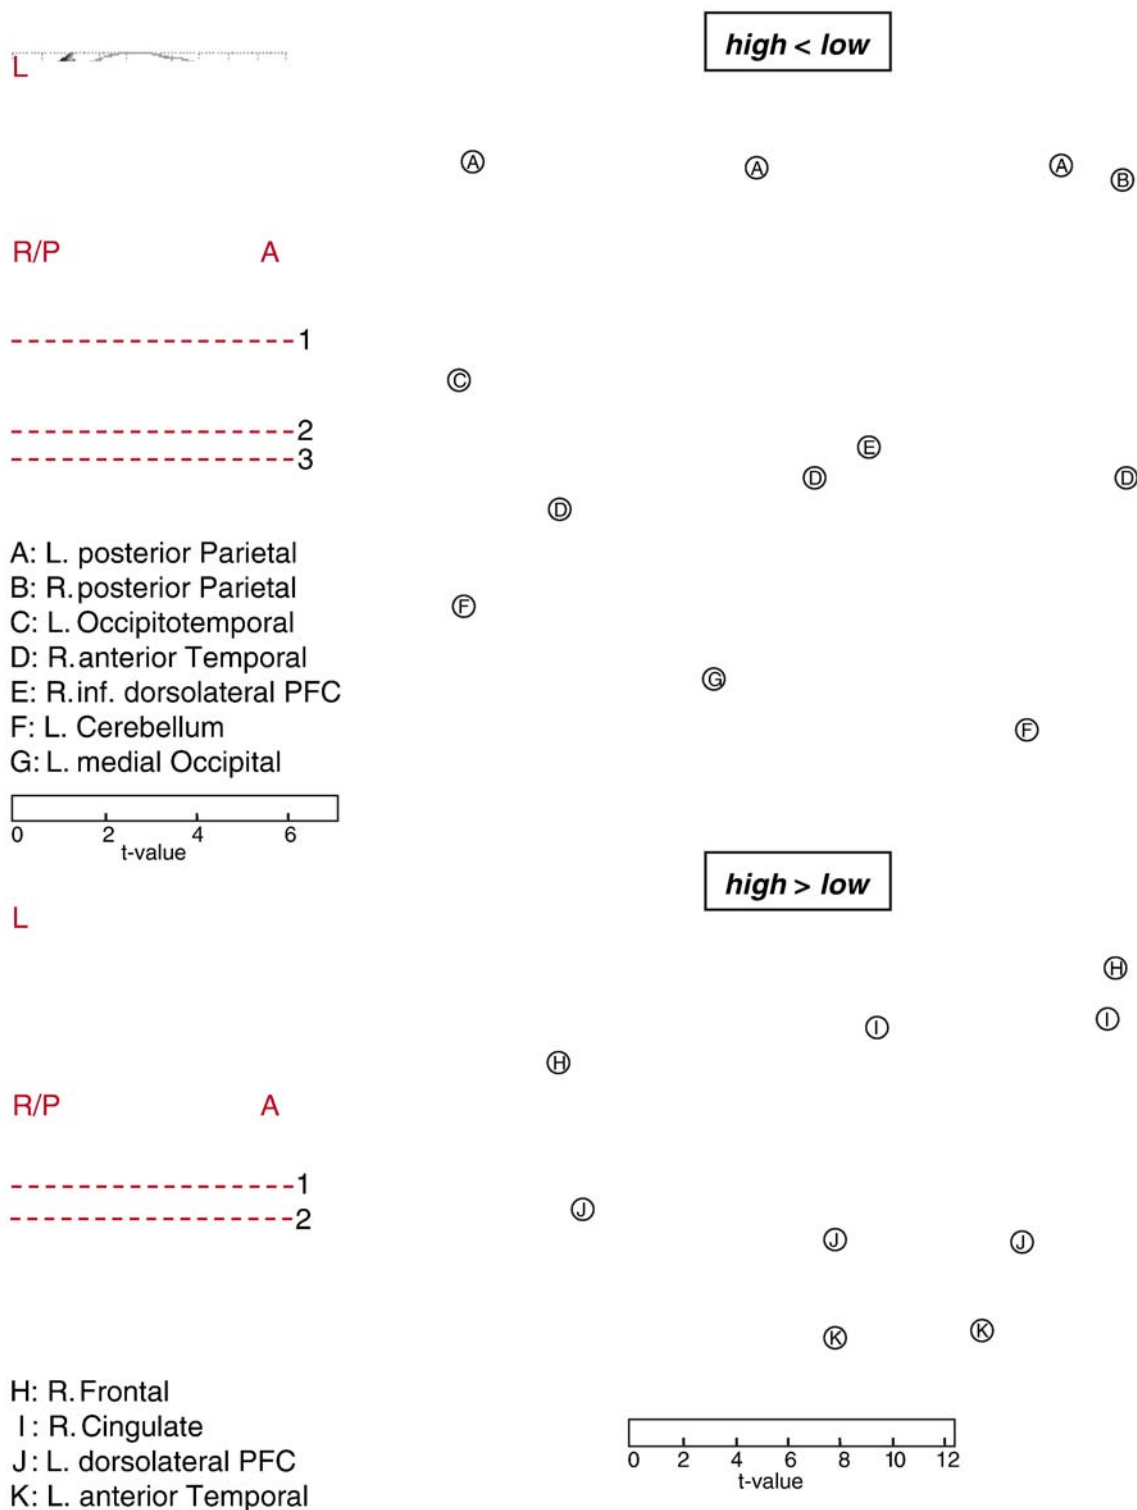 high < low
L
A A A B
R/P A
1
C
2
E
3
D D
D
A: L. posterior Parietal
B: R. posterior Parietal
F
C: L. Occipitotemporal
D: R. anterior Temporal
G
E: R. inf. dorsolateral PFC
F: L. Cerebellum
F
G: L. medial Occipital
0 2 4 6
t-value
high > low
L
H
I I
H
R/P A
1
J
2
J J
K K
H: R. Frontal
I: R. Cingulate
J: L. dorsolateral PFC
K: L. anterior Temporal
0 2 4 6 8 10 12
t-value